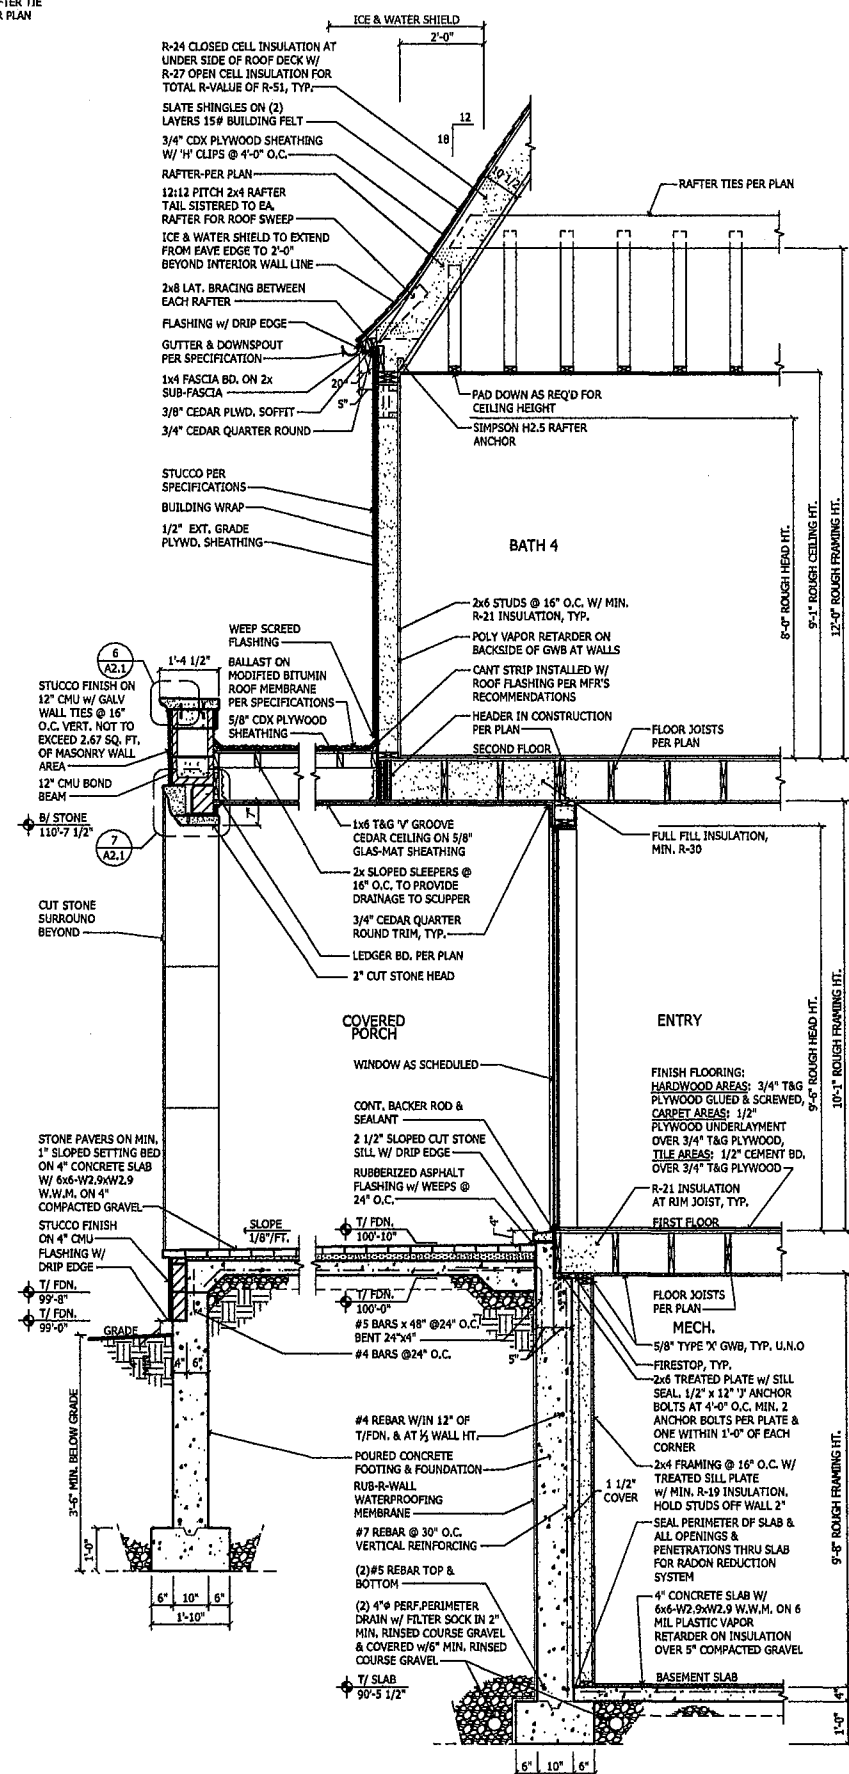 FTER TIE
R PLAN
ICE & WATER SHIELD
2'-0"
R-24 CLOSED CELL INSULATION AT
UNDER SIDE OF ROOF DECK W/
R-27 OPEN CELL INSULATION FOR
TOTAL R-VALUE OF R-51, TYP.
SLATE SHINGLES ON (2)
LAYERS 15# BUILDING FELT
3/4" CDX PLYWOOD SHEATHING
W/ 'H' CLIPS @ 4'-0" O.C.
RAFTER-PER PLAN
12:12 PITCH 2x4 RAFTER
TAIL SISTERED TO EA.
RAFTER FOR ROOF SWEEP
ICE & WATER SHIELD TO EXTEND
FROM EAVE EDGE TO 2'-0"
BEYOND INTERIOR WALL LINE
2x8 LAT. BRACING BETWEEN
EACH RAFTER
FLASHING w/ DRIP EDGE
GUTTER & DOWNSPOUT
PER SPECIFICATION
1x4 FASCIA BD. ON 2x
SUB-FASCIA
3/8" CEDAR PLWD. SOFFIT
3/4" CEDAR QUARTER ROUND
12
18
10 1/2"
RAFTER TIES PER PLAN
20"
5"
PAD DOWN AS REQ'D FOR
CEILING HEIGHT
SIMPSON H2.5 RAFTER
ANCHOR
STUCCO PER
SPECIFICATIONS
BUILDING WRAP
1/2" EXT. GRADE
PLYWD. SHEATHING
BATH 4
8'-0" ROUGH HEAD HT.
9'-1" ROUGH CEILING HT.
12'-0" ROUGH FRAMING HT.
2x6 STUDS @ 16" O.C. W/ MIN.
R-21 INSULATION, TYP.
POLY VAPOR RETARDER ON
BACKSIDE OF GWB AT WALLS
CANT STRIP INSTALLED W/
ROOF FLASHING PER MFR'S
RECOMMENDATIONS
HEADER IN CONSTRUCTION
PER PLAN
SECOND FLOOR
FLOOR JOISTS
PER PLAN
WEEP SCREED
FLASHING
BALLAST ON
MODIFIED BITUMIN
ROOF MEMBRANE
PER SPECIFICATIONS
5/8" CDX PLYWOOD
SHEATHING
6
A2.1
1'-4 1/2"
STUCCO FINISH ON
12" CMU w/ GALV
WALL TIES @ 16"
O.C. VERT. NOT TO
EXCEED 2.67 SQ. FT.
OF MASONRY WALL
AREA
12" CMU BOND
BEAM
B/ STONE
110'-7 1/2"
7
A2.1
7"
1x6 T&G 'V' GROOVE
CEDAR CEILING ON 5/8"
GLAS-MAT SHEATHING
2x SLOPED SLEEPERS @
16" O.C. TO PROVIDE
DRAINAGE TO SCUPPER
3/4" CEDAR QUARTER
ROUND TRIM, TYP.
LEDGER BD. PER PLAN
2" CUT STONE HEAD
FULL FILL INSULATION,
MIN. R-30
CUT STONE
SURROUND
BEYOND
COVERED
PORCH
ENTRY
9'-6" ROUGH HEAD HT.
10'-1" ROUGH FRAMING HT.
WINDOW AS SCHEDULED
CONT. BACKER ROD &
SEALANT
2 1/2" SLOPED CUT STONE
SILL W/ DRIP EDGE
RUBBERIZED ASPHALT
FLASHING w/ WEEPS @
24" O.C.
FINISH FLOORING:
HARDWOOD AREAS: 3/4" T&G
PLYWOOD GLUED & SCREWED,
CARPET AREAS: 1/2"
PLYWOOD UNDERLAYMENT
OVER 3/4" T&G PLYWOOD,
TILE AREAS: 1/2" CEMENT BD.
OVER 3/4" T&G PLYWOOD
R-21 INSULATION
AT RIM JOIST, TYP.
FIRST FLOOR
STONE PAVERS ON MIN.
1" SLOPED SETTING BED
ON 4" CONCRETE SLAB
W/ 6x6-W2.9xW2.9
W.W.M. ON 4"
COMPACTED GRAVEL
STUCCO FINISH
ON 4" CMU
FLASHING W/
DRIP EDGE
SLOPE
1/8"/FT.
T/ FDN.
100'-10"
4"
T/ FDN.
99'-8"
T/ FDN.
99'-0"
T/ FDN.
100'-0"
GRADE
4"
6"
#5 BARS x 48" @24" O.C.
BENT 24"x4"
#4 BARS @24" O.C.
5"
FLOOR JOISTS
PER PLAN
MECH.
5/8" TYPE 'X' GWB, TYP. U.N.O
FIRESTOP, TYP.
2x6 TREATED PLATE w/ SILL
SEAL. 1/2" x 12" 'J' ANCHOR
BOLTS AT 4'-0" O.C. MIN. 2
ANCHOR BOLTS PER PLATE &
ONE WITHIN 1'-0" OF EACH
CORNER
2x4 FRAMING @ 16" O.C. W/
TREATED SILL PLATE
w/ MIN. R-19 INSULATION.
HOLD STUDS OFF WALL 2"
SEAL PERIMETER OF SLAB &
ALL OPENINGS &
PENETRATIONS THRU SLAB
FOR RADON REDUCTION
SYSTEM
4" CONCRETE SLAB W/
6x6-W2.9xW2.9 W.W.M. ON 6
MIL PLASTIC VAPOR
RETARDER ON INSULATION
OVER 5" COMPACTED GRAVEL
BASEMENT SLAB
3'-6" MIN. BELOW GRADE
1'-0"
6"
10"
6"
1'-10"
#4 REBAR W/IN 12" OF
T/FDN. & AT ½ WALL HT.
POURED CONCRETE
FOOTING & FOUNDATION
RUB-R-WALL
WATERPROOFING
MEMBRANE
#7 REBAR @ 30" O.C.
VERTICAL REINFORCING
(2)#5 REBAR TOP &
BOTTOM
(2) 4"φ PERF.PERIMETER
DRAIN w/ FILTER SOCK IN 2"
MIN. RINSED COURSE GRAVEL
& COVERED w/6" MIN. RINSED
COURSE GRAVEL
1 1/2"
COVER
9'-8" ROUGH FRAMING HT.
T/ SLAB
90'-5 1/2"
4"
1'-0"
6"
10"
6"